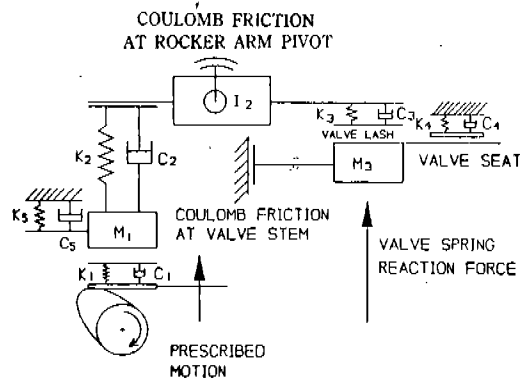 COULOMB FRICTION
AT ROCKER ARM PIVOT
I2
K3
C3
K4
C4
VALVE LASH
K2
C2
M3
VALVE SEAT
K5
C5
M1
COULOMB FRICTION
AT VALVE STEM
K1
C1
VALVE SPRING
REACTION FORCE
PRESCRIBED
MOTION